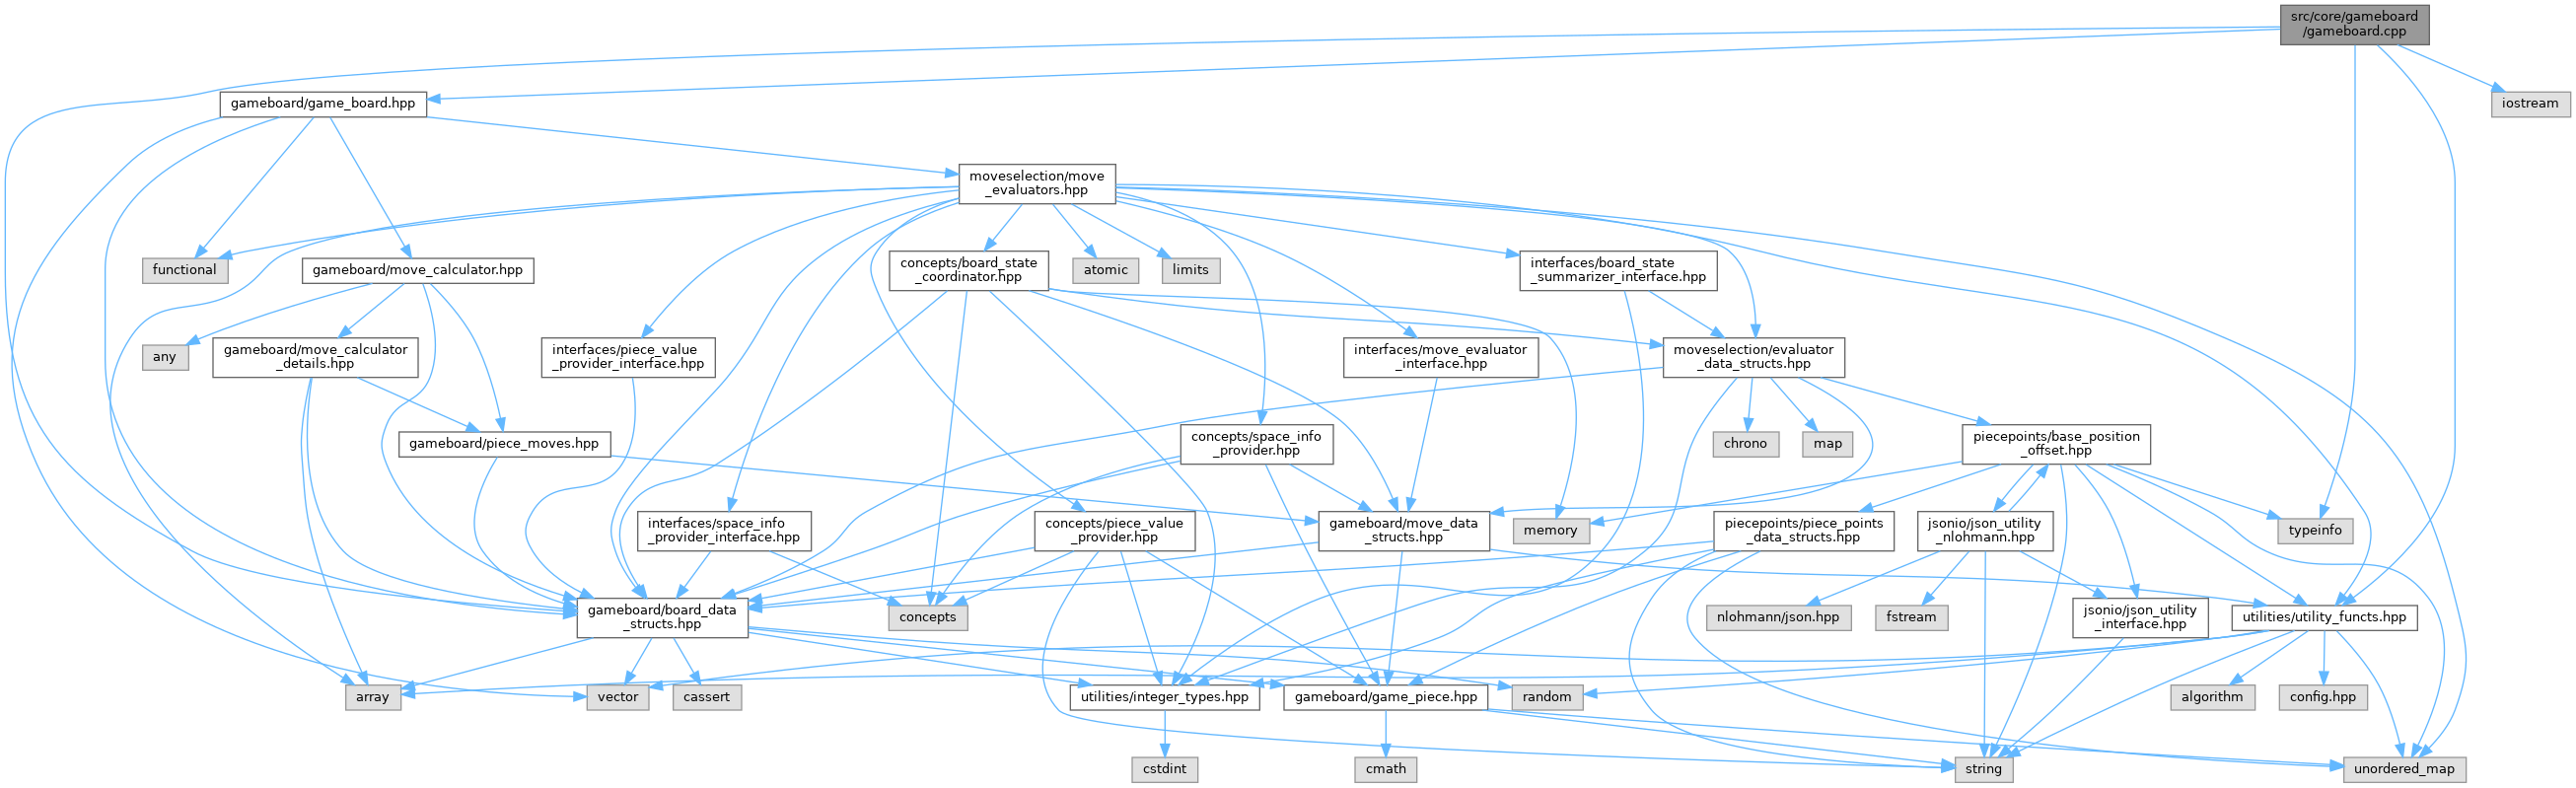 src/core/gameboard
/gameboard.cpp
gameboard/game_board.hpp
iostream
moveselection/move
_evaluators.hpp
functional
gameboard/move_calculator.hpp
concepts/board_state
_coordinator.hpp
atomic
limits
interfaces/board_state
_summarizer_interface.hpp
any
gameboard/move_calculator
_details.hpp
interfaces/piece_value
_provider_interface.hpp
interfaces/move_evaluator
_interface.hpp
moveselection/evaluator
_data_structs.hpp
gameboard/piece_moves.hpp
concepts/space_info
_provider.hpp
chrono
map
piecepoints/base_position
_offset.hpp
interfaces/space_info
_provider_interface.hpp
concepts/piece_value
_provider.hpp
gameboard/move_data
_structs.hpp
memory
piecepoints/piece_points
_data_structs.hpp
jsonio/json_utility
_nlohmann.hpp
typeinfo
gameboard/board_data
_structs.hpp
concepts
nlohmann/json.hpp
fstream
jsonio/json_utility
_interface.hpp
utilities/utility_functs.hpp
array
vector
cassert
utilities/integer_types.hpp
gameboard/game_piece.hpp
random
algorithm
config.hpp
cstdint
cmath
string
unordered_map